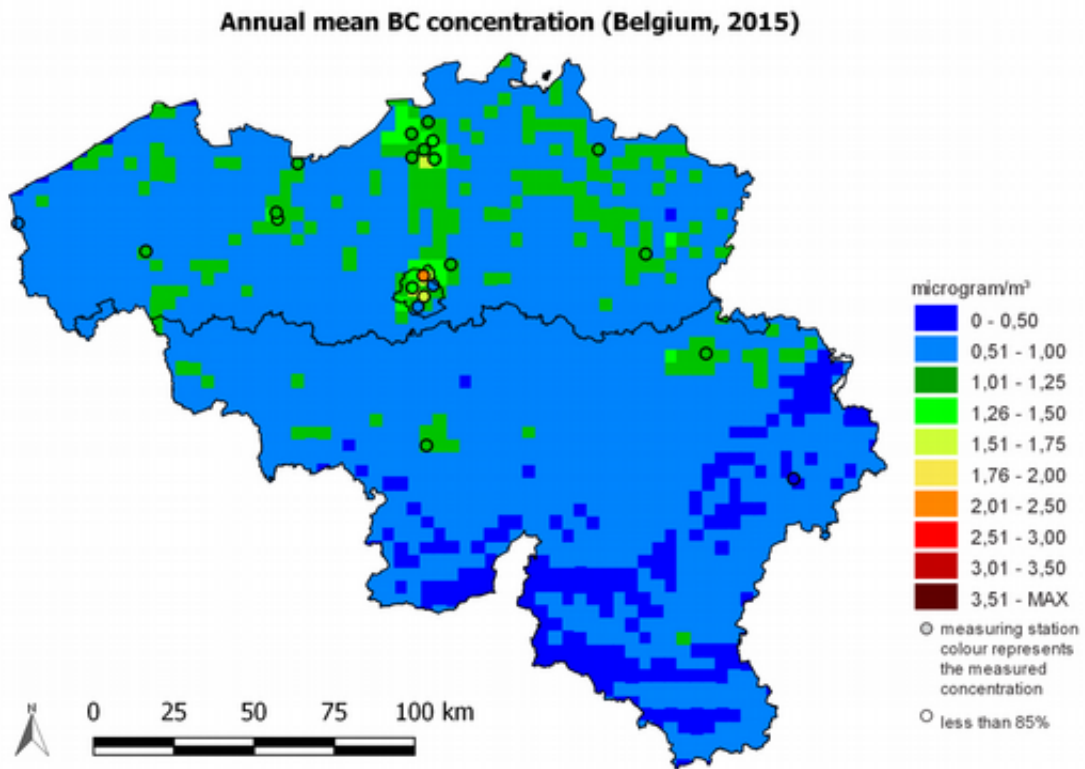 Annual mean BC concentration (Belgium, 2015)
microgram/m³
0 - 0,50
0,51 - 1,00
1,01 - 1,25
1,26 - 1,50
1,51 - 1,75
1,76 - 2,00
2,01 - 2,50
2,51 - 3,00
3,01 - 3,50
3,51 - MAX
measuring station
colour represents
the measured
concentration
less than 85%
N
0 25 50 75 100 km